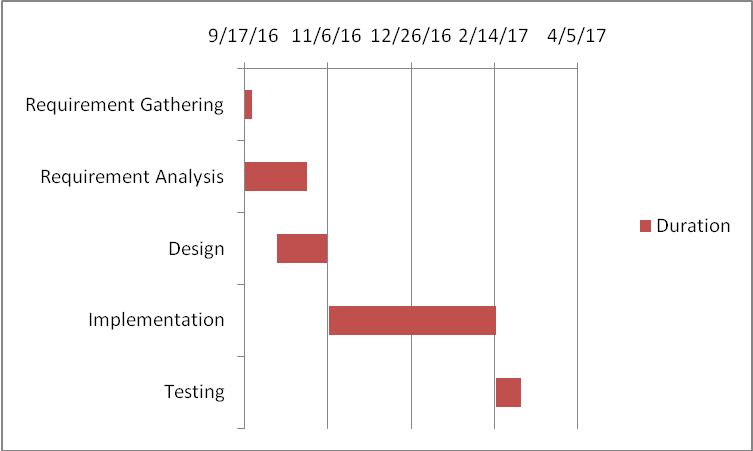 9/17/16 11/6/16 12/26/16 2/14/17 4/5/17
Requirement Gathering
Requirement Analysis
Duration
Design
Implementation
Testing